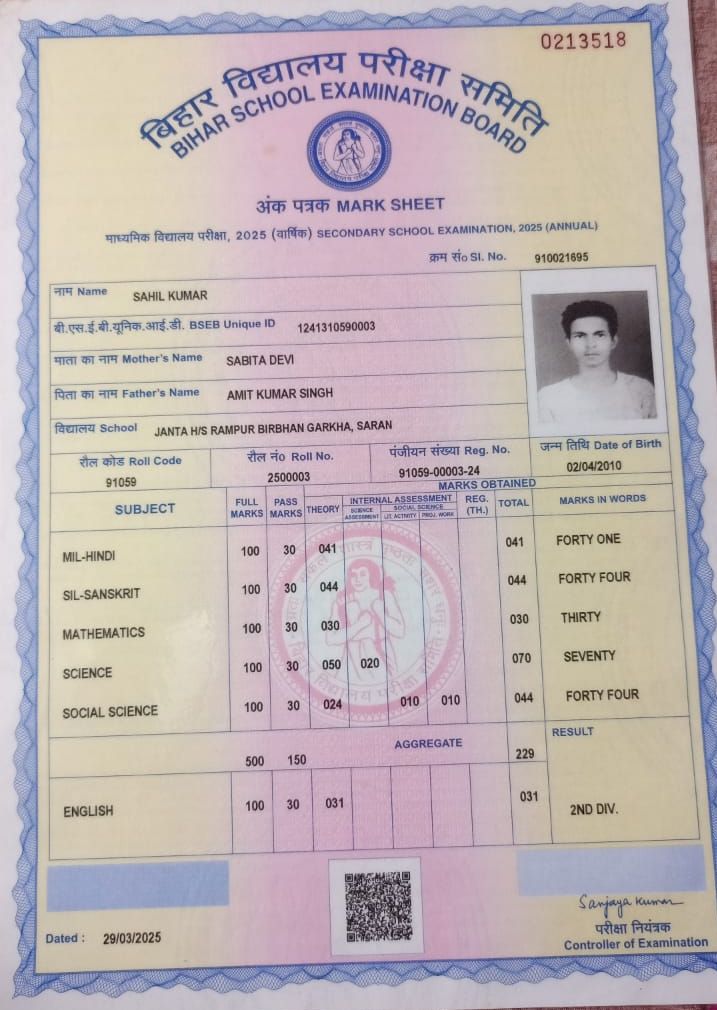 0213518
बिहार विद्यालय परीक्षा समिति
BIHAR SCHOOL EXAMINATION BOARD
अंक पत्रक MARK SHEET
माध्यमिक विद्यालय परीक्षा, 2025 (वार्षिक) SECONDARY SCHOOL EXAMINATION, 2025 (ANNUAL)
क्रम सं० Sl. No. 910021695
नाम Name SAHIL KUMAR
बी.एस.ई.बी.यूनिक.आई.डी. BSEB Unique ID 1241310590003
माता का नाम Mother's Name SABITA DEVI
पिता का नाम Father's Name AMIT KUMAR SINGH
विद्यालय School JANTA H/S RAMPUR BIRBHAN GARKHA, SARAN
रौल कोड Roll Code रौल नं० Roll No. पंजीयन संख्या Reg. No. जन्म तिथि Date of Birth
91059 2500003 91059-00003-24 02/04/2010
MARKS OBTAINED
SUBJECT FULL MARKS PASS MARKS THEORY INTERNAL ASSESSMENT REG. (TH.) TOTAL MARKS IN WORDS
SCIENCE ASSESSMENT SOCIAL SCIENCE
LIT. ACTIVITY PROJ. WORK
MIL-HINDI 100 30 041 041 FORTY ONE
SIL-SANSKRIT 100 30 044 044 FORTY FOUR
MATHEMATICS 100 30 030 030 THIRTY
SCIENCE 100 30 050 020 070 SEVENTY
SOCIAL SCIENCE 100 30 024 010 010 044 FORTY FOUR
500 150 AGGREGATE 229 RESULT
ENGLISH 100 30 031 031 2ND DIV.
Sanjaya Kumar
परीक्षा नियंत्रक
Controller of Examination
Dated : 29/03/2025